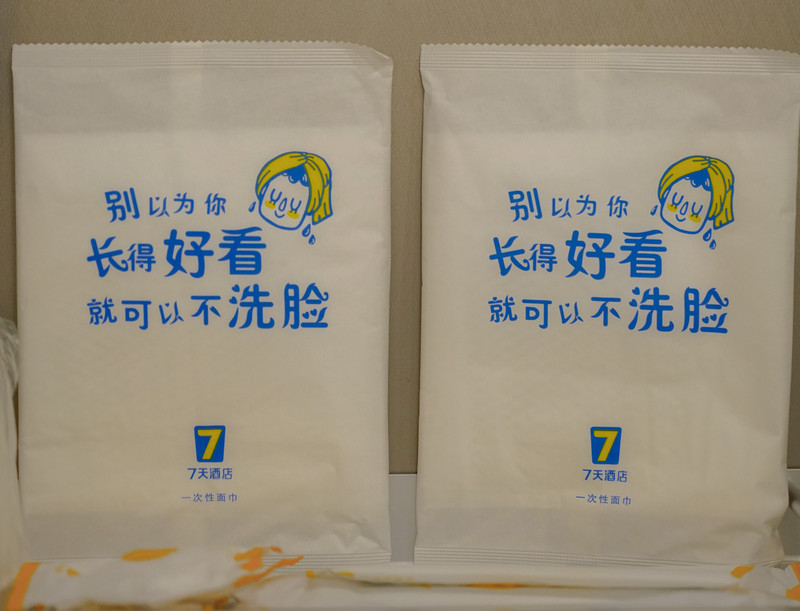 别以为你
长得好看
就可以不洗脸
7
7天酒店
一次性面巾
别以为你
长得好看
就可以不洗脸
7
7天酒店
一次性面巾